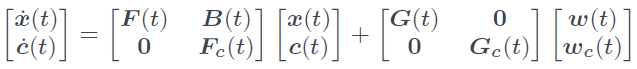 [ẋ(t) ċ(t)] = [F(t) B(t) 0 F_c(t)] [x(t) c(t)] + [G(t) 0 0 G_c(t)] [w(t) w_c(t)]